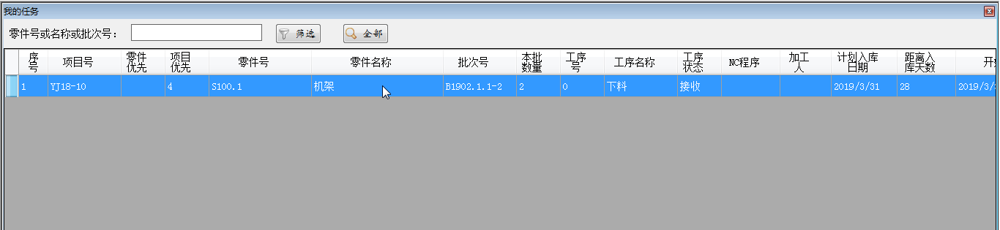 我的任务
零件号或名称或批次号： 筛选 全部
序号 项目号 零件优先 项目优先 零件号 零件名称 批次号 本批数量 工序号 工序名称 工序状态 NC程序 加工人 计划入库日期 距离入库天数
1 YJ18-10 4 S100.1 机架 B1902.1.1-2 2 0 下料 接收 2019/3/31 28